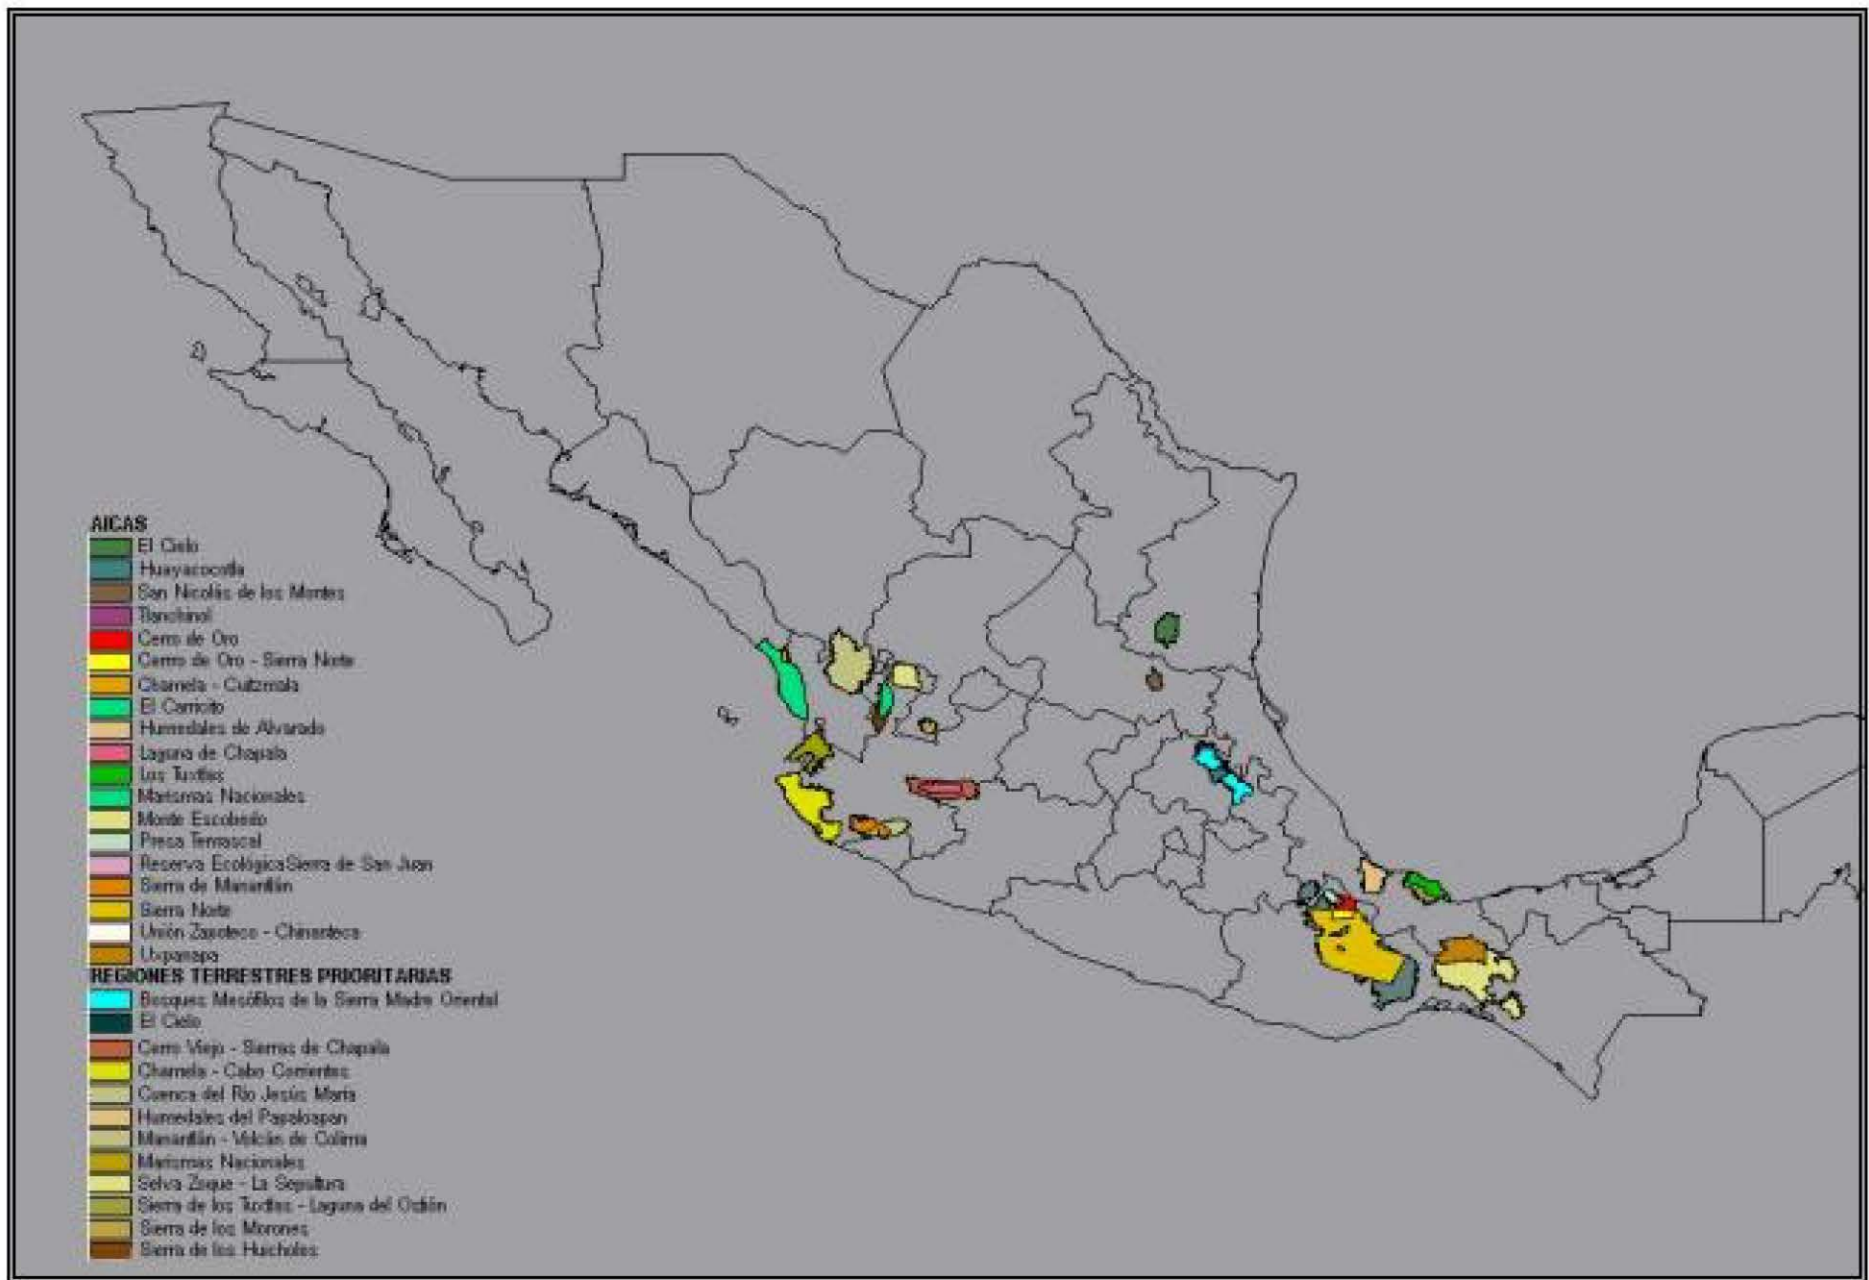 AICAS
El Cielo
Huayacocotla
San Nicolás de los Montes
Tlanchinol
Cerro de Oro
Cerro de Oro - Sierra Norte
Chamela - Cuitzmala
El Carricito
Humedales de Alvarado
Laguna de Chapala
Los Tuxtlas
Marismas Nacionales
Monte Escobedo
Presa Temascal
Reserva EcológicaSierra de San Juan
Sierra de Manantlán
Sierra Norte
Unión Zapoteca - Chinanteca
Uxpanapa
REGIONES TERRESTRES PRIORITARIAS
Bosques Mesófilos de la Sierra Madre Oriental
El Cielo
Cerro Viejo - Sierras de Chapala
Chamela - Cabo Corrientes
Cuenca del Río Jesús María
Humedales del Papaloapan
Manantlán - Volcán de Colima
Marismas Nacionales
Selva Zoque - La Sepultura
Sierra de los Tuxtlas - Laguna del Ostión
Sierra de los Morones
Sierra de los Huicholes